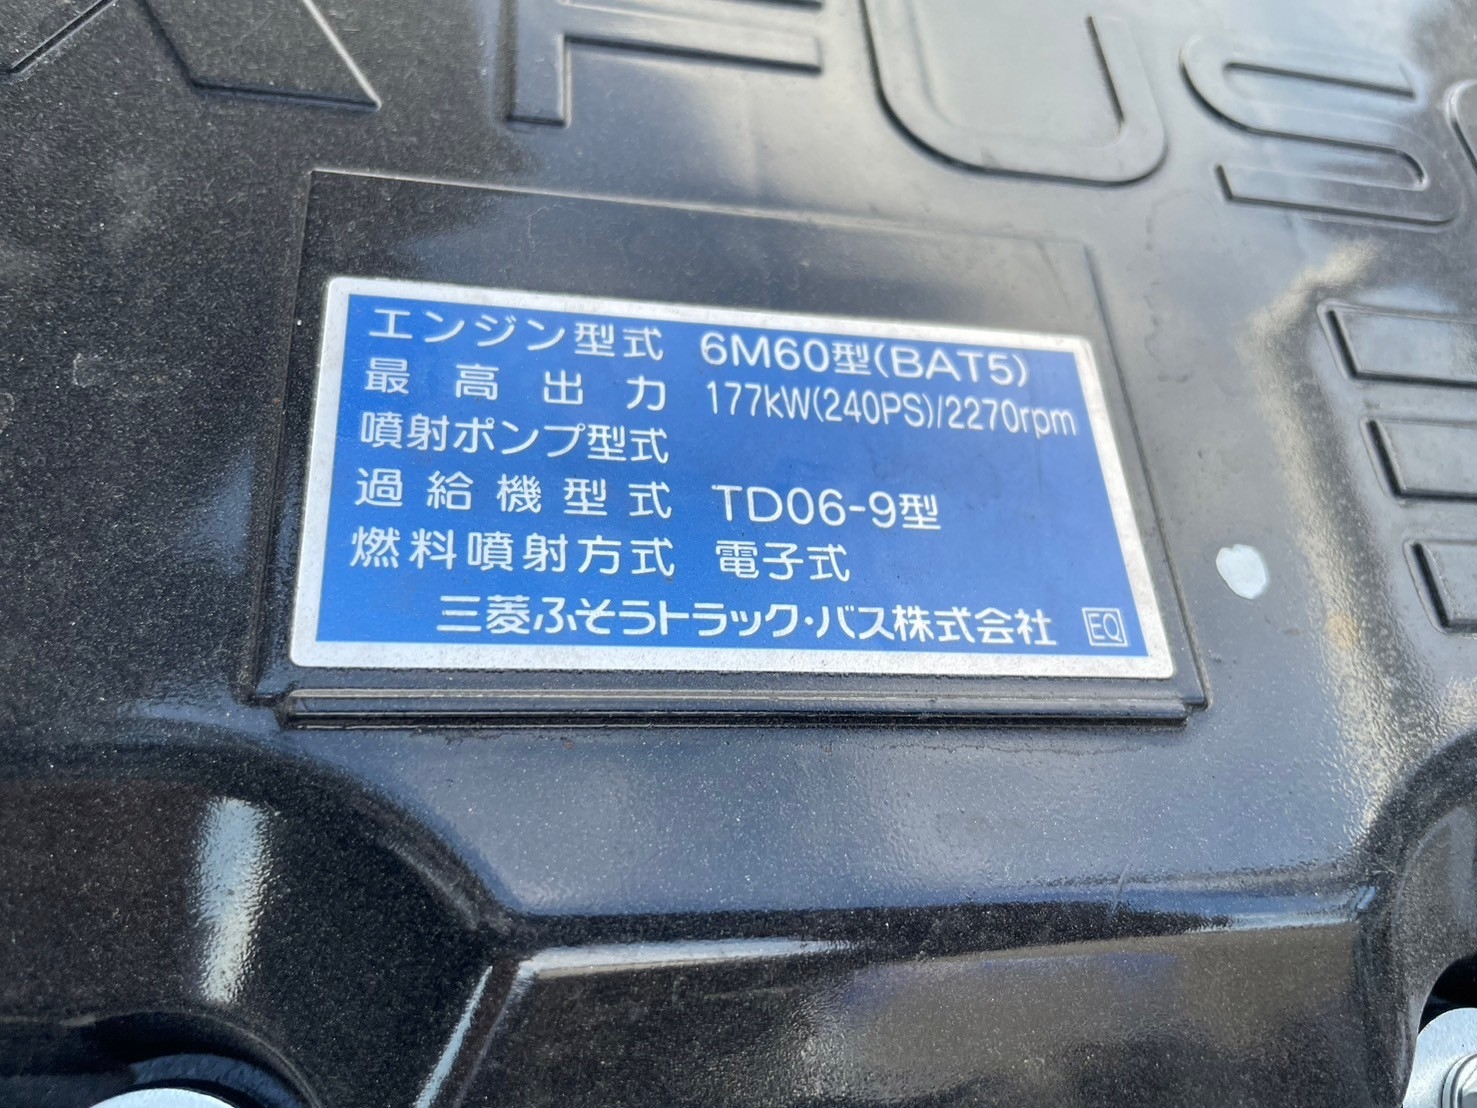 FUSO
エンジン型式 6M60型(BAT5)
最高出力 177kW(240PS)/2270rpm
噴射ポンプ型式
過給機型式 TD06-9型
燃料噴射方式 電子式
三菱ふそうトラック・バス株式会社 EQ